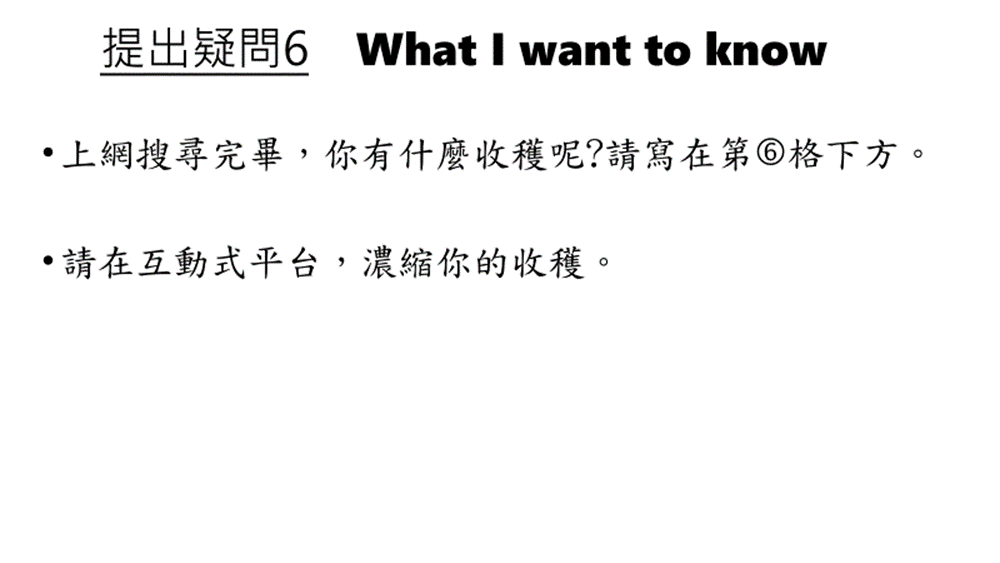 提出疑問6 What I want to know
•上網搜尋完畢，你有什麼收穫呢?請寫在第⑥格下方。
•請在互動式平台，濃縮你的收穫。